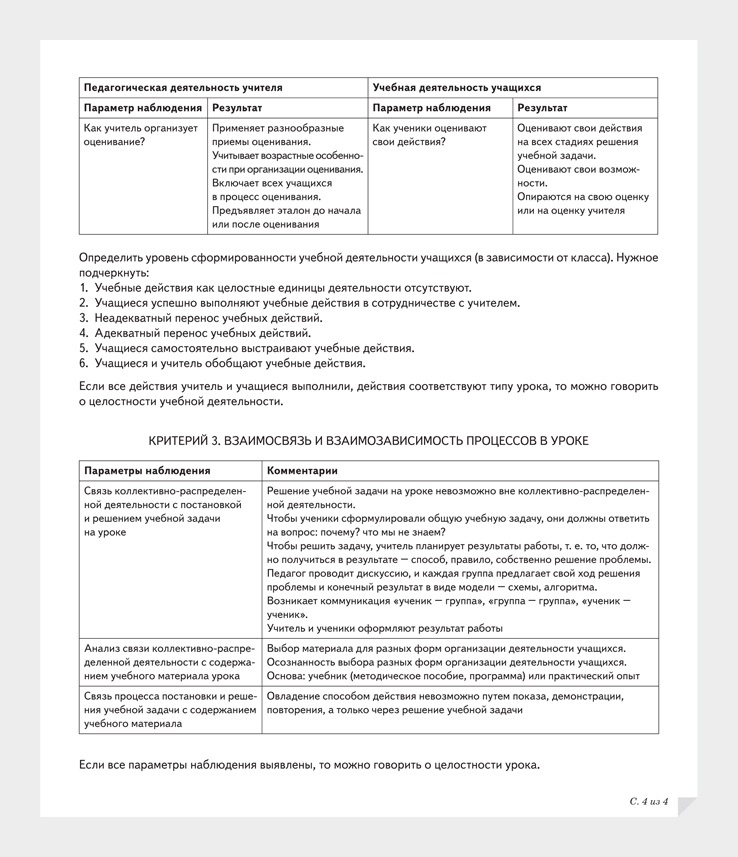 Педагогическая деятельность учителя
Учебная деятельность учащихся
Параметр наблюдения
Результат
Параметр наблюдения
Результат
Как учитель организует
оценивание?
Применяет разнообразные
приемы оценивания.
Учитывает возрастные особенно-
сти при организации оценивания.
Включает всех учащихся
в процесс оценивания.
Предъявляет эталон до начала
или после оценивания
Как ученики оценивают
свои действия?
Оценивают свои действия
на всех стадиях решения
учебной задачи.
Оценивают свои возмож-
ности.
Опираются на свою оценку
или на оценку учителя
Определить уровень сформированности учебной деятельности учащихся (в зависимости от класса). Нужное
подчеркнуть:
1. Учебные действия как целостные единицы деятельности отсутствуют.
2. Учащиеся успешно выполняют учебные действия в сотрудничестве с учителем.
3. Неадекватный перенос учебных действий.
4. Адекватный перенос учебных действий.
5. Учащиеся самостоятельно выстраивают учебные действия.
6. Учащиеся и учитель обобщают учебные действия.
Если все действия учитель и учащиеся выполнили, действия соответствуют типу урока, то можно говорить
о целостности учебной деятельности.
КРИТЕРИЙ 3. ВЗАИМОСВЯЗЬ И ВЗАИМОЗАВИСИМОСТЬ ПРОЦЕССОВ В УРОКЕ
Параметры наблюдения
Комментарии
Связь коллективно-распределен-
ной деятельности с постановкой
и решением учебной задачи
на уроке
Решение учебной задачи на уроке невозможно вне коллективно-распределен-
ной деятельности.
Чтобы ученики сформулировали общую учебную задачу, они должны ответить
на вопрос: почему? что мы не знаем?
Чтобы решить задачу, учитель планирует результаты работы, т. е. то, что долж-
но получиться в результате – способ, правило, собственно решение проблемы.
Педагог проводит дискуссию, и каждая группа предлагает свой ход решения
проблемы и конечный результат в виде модели – схемы, алгоритма.
Возникает коммуникация «ученик – группа», «группа – группа», «ученик –
ученик».
Учитель и ученики оформляют результат работы
Анализ связи коллективно-распре-
деленной деятельности с содержа-
нием учебного материала урока
Выбор материала для разных форм организации деятельности учащихся.
Осознанность выбора разных форм организации деятельности учащихся.
Основа: учебник (методическое пособие, программа) или практический опыт
Связь процесса постановки и реше-
ния учебной задачи с содержанием
учебного материала
Овладение способом действия невозможно путем показа, демонстрации,
повторения, а только через решение учебной задачи
Если все параметры наблюдения выявлены, то можно говорить о целостности урока.
С. 4 из 4